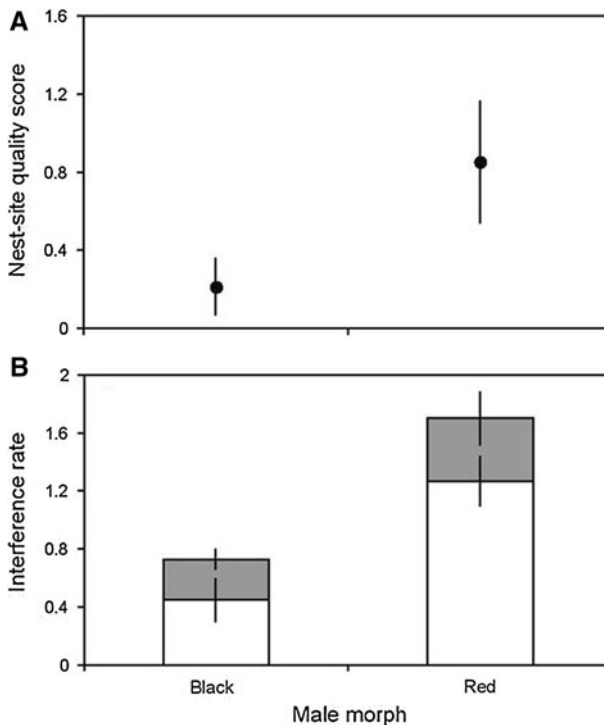 A
1.6
1.2
0.8
0.4
0
Nest-site quality score
B
2
1.6
1.2
0.8
0.4
0
Interference rate
Black
Red
Male morph